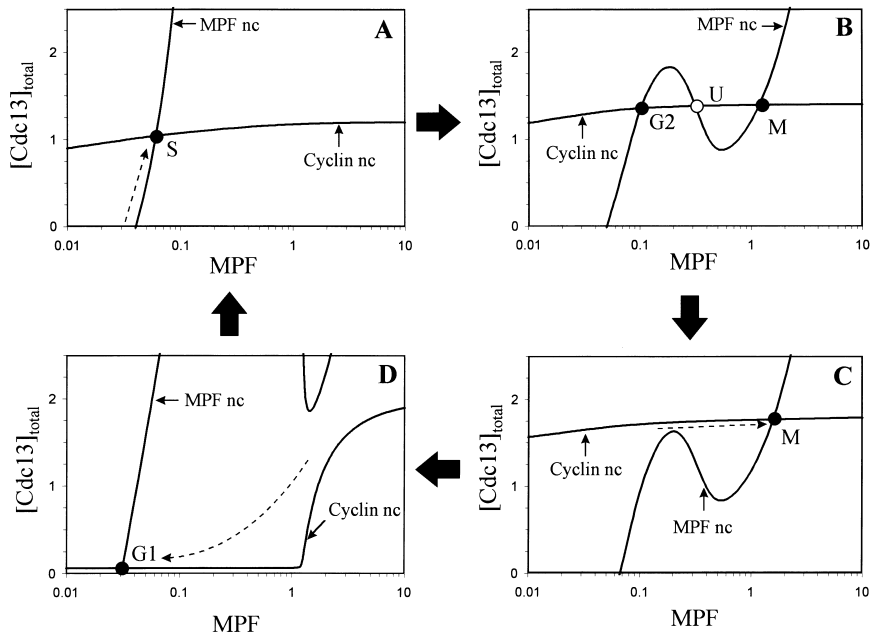 A
[Cdc13]total
2
1
0
MPF nc
S
Cyclin nc
0.01
0.1
1
10
MPF
B
[Cdc13]total
2
1
0
MPF nc
U
G2
M
Cyclin nc
0.01
0.1
1
10
MPF
D
[Cdc13]total
2
1
0
MPF nc
Cyclin nc
G1
0.01
0.1
1
10
MPF
C
[Cdc13]total
2
1
0
M
Cyclin nc
MPF nc
0.01
0.1
1
10
MPF